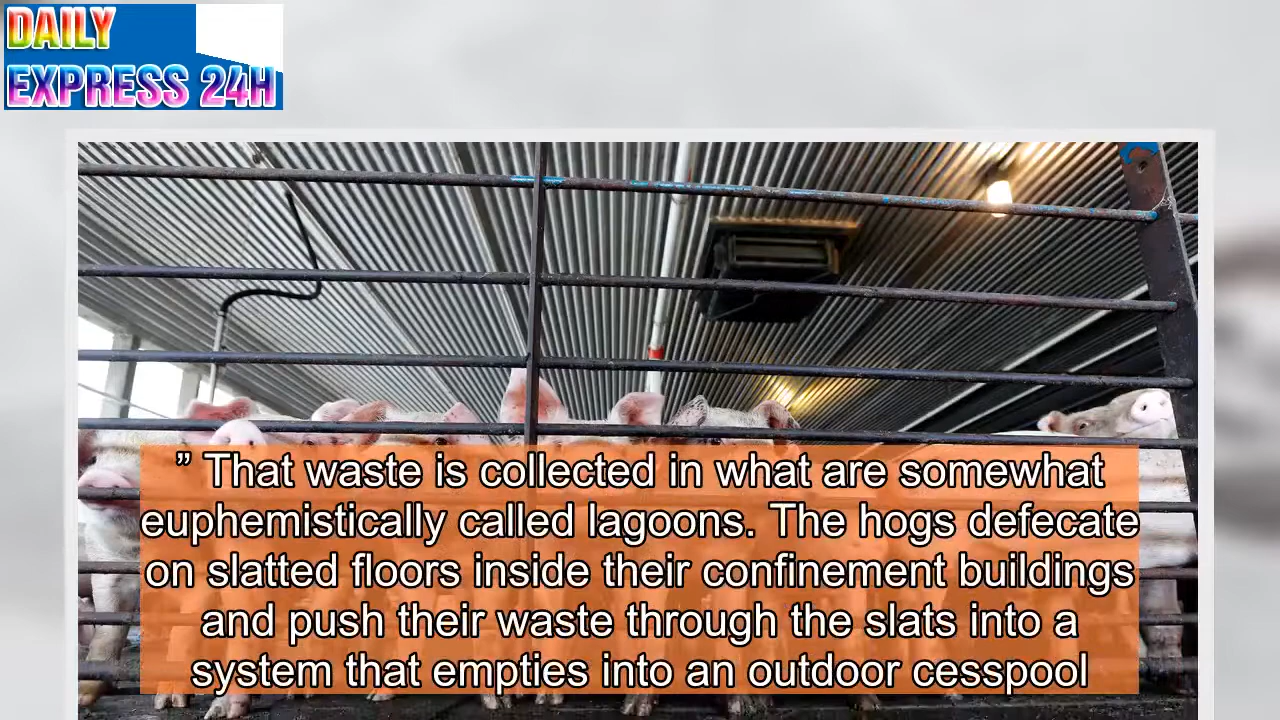 DAILY
EXPRESS 24H
” That waste is collected in what are somewhat
euphemistically called lagoons. The hogs defecate
on slatted floors inside their confinement buildings
and push their waste through the slats into a
system that empties into an outdoor cesspool